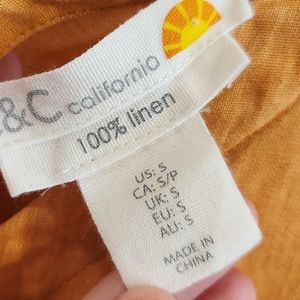 &C california
100% linen
US: S
CA: S/P
UK: S
EU: S
AU: S
MADE IN
CHINA